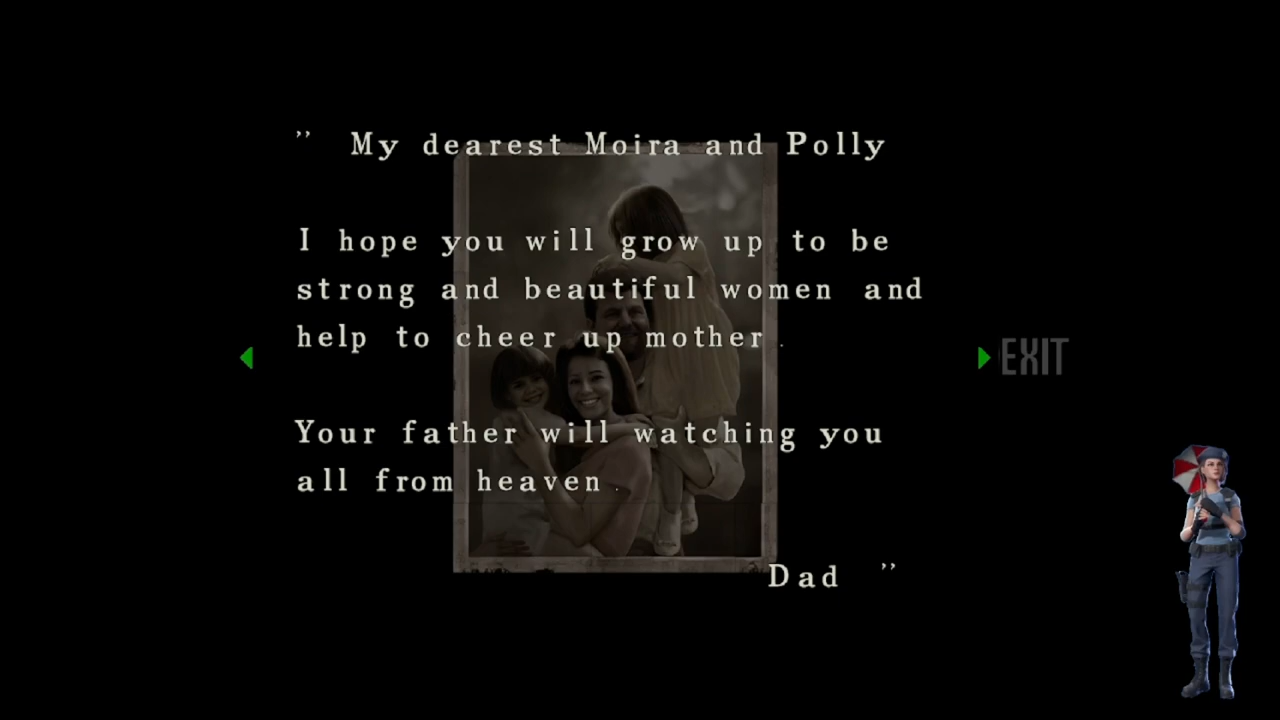 " My dearest Moira and Polly
I hope you will grow up to be
strong and beautiful women and
help to cheer up mother.
Your father will watching you
all from heaven.
Dad "
EXIT